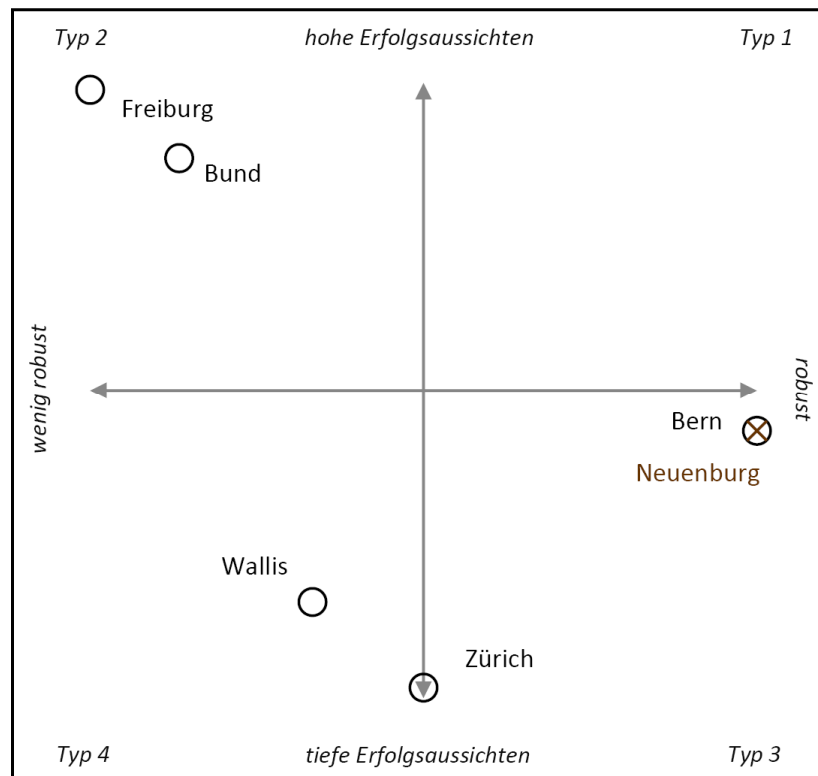 Typ 2
hohe Erfolgsaussichten
Typ 1
Freiburg
Bund
wenig robust
robust
Bern
Neuenburg
Wallis
Zürich
Typ 4
tiefe Erfolgsaussichten
Typ 3